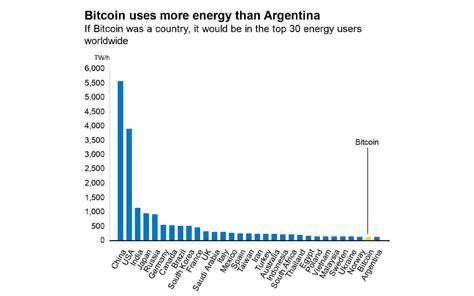 Bitcoin uses more energy than Argentina
If Bitcoin was a country, it would be in the top 30 energy users
worldwide
TW/h
6,000
5,500
5,000
4,500
4,000
3,500
3,000
2,500
2,000
1,500
1,000
500
0
Bitcoin
China
USA
India
Japan
Russia
Germany
Canada
Brazil
South Korea
France
UK
Saudi Arabia
Italy
Mexico
Spain
Taiwan
Iran
Turkey
Australia
Indonesia
South Africa
Thailand
Egypt
Poland
Vietnam
Malaysia
Sweden
Ukraine
Norway
Bitcoin
Argentina